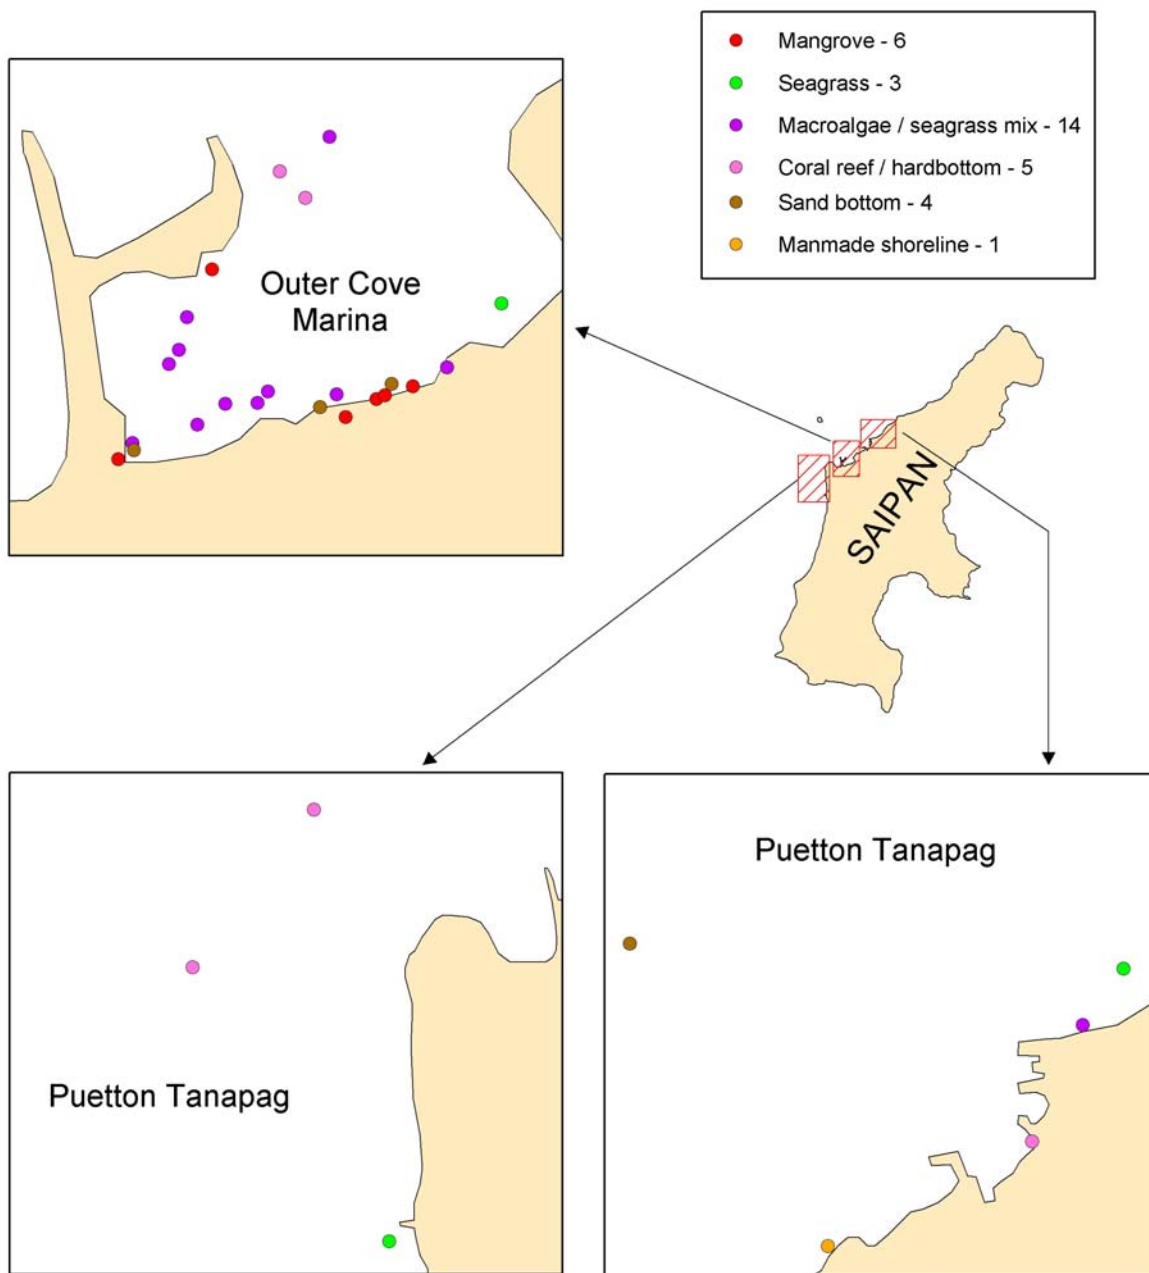 Mangrove - 6
Seagrass - 3
Macroalgae / seagrass mix - 14
Coral reef / hardbottom - 5
Sand bottom - 4
Manmade shoreline - 1
Outer Cove
Marina
SAIPAN
Puetton Tanapag
Puetton Tanapag